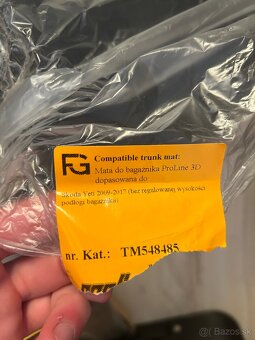 FG
Compatible trunk mat:
Mata do bagażnika ProLine 3D
dopasowana do
Skoda Yeti 2009-2017 (bez regulowanej wysokości
podłogi bagażnika)
nr. Kat.: TM548485
Bazos.sk